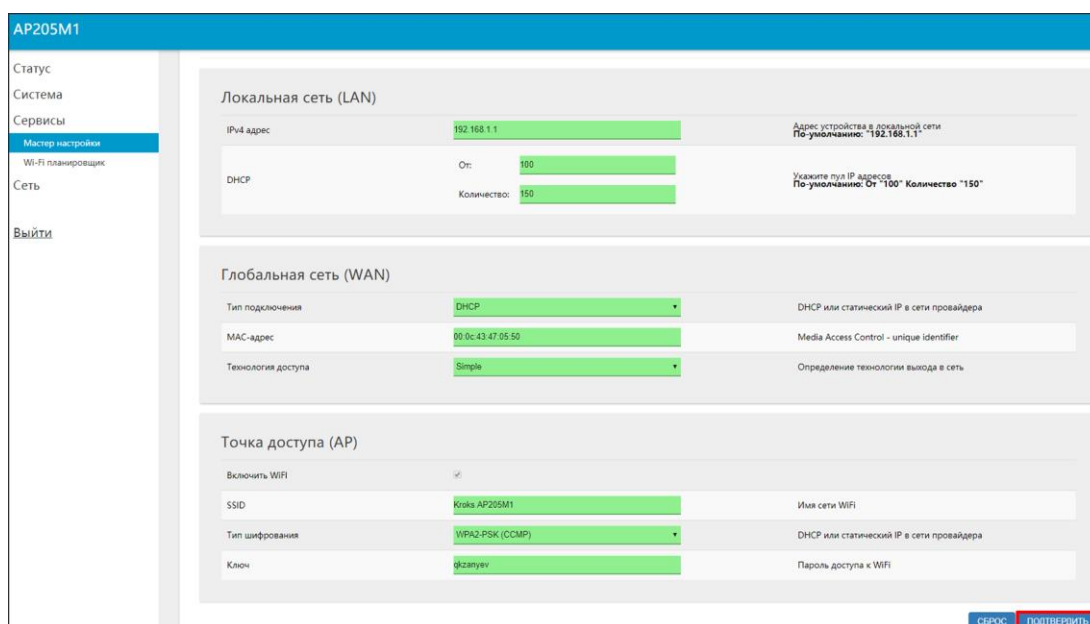 AP205M1
Статус
Система
Сервисы
Мастер настройки
Wi-Fi планировщик
Сеть
Выйти
Локальная сеть (LAN)
IPv4 адрес 192.168.1.1 Адрес устройства в локальной сети
По-умолчанию: "192.168.1.1"
DHCP От: 100
Количество: 150
Укажите пул IP адресов
По-умолчанию: От "100" Количество "150"
Глобальная сеть (WAN)
Тип подключения DHCP DHCP или статический IP в сети провайдера
MAC-адрес 00:0c:43:47:05:50 Media Access Control - unique identifier
Технология доступа Simple Определение технологии выхода в сеть
Точка доступа (AP)
Включить WiFi
SSID Kroks AP205M1 Имя сети WiFi
Тип шифрования WPA2-PSK (CCMP) DHCP или статический IP в сети провайдера
Ключ qkzanyev Пароль доступа к WiFi
СБРОС ПОДТВЕРДИТЬ